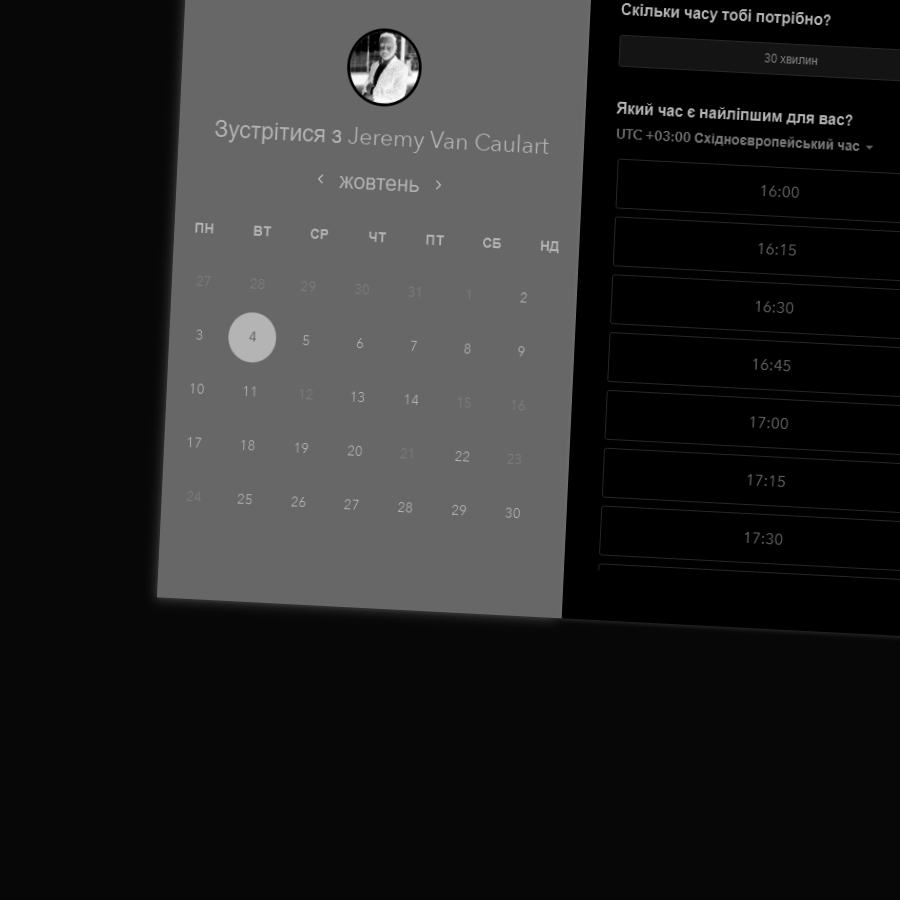 Зустрітися з Jeremy Van Caulart
‹ жовтень ›
ПН ВТ СР ЧТ ПТ СБ НД
27 28 29 30 31 1 2
3 4 5 6 7 8 9
10 11 12 13 14 15 16
17 18 19 20 21 22 23
24 25 26 27 28 29 30
Скільки часу тобі потрібно?
30 хвилин
Який час є найліпшим для вас?
UTC +03:00 Східноєвропейський час
16:00
16:15
16:30
16:45
17:00
17:15
17:30